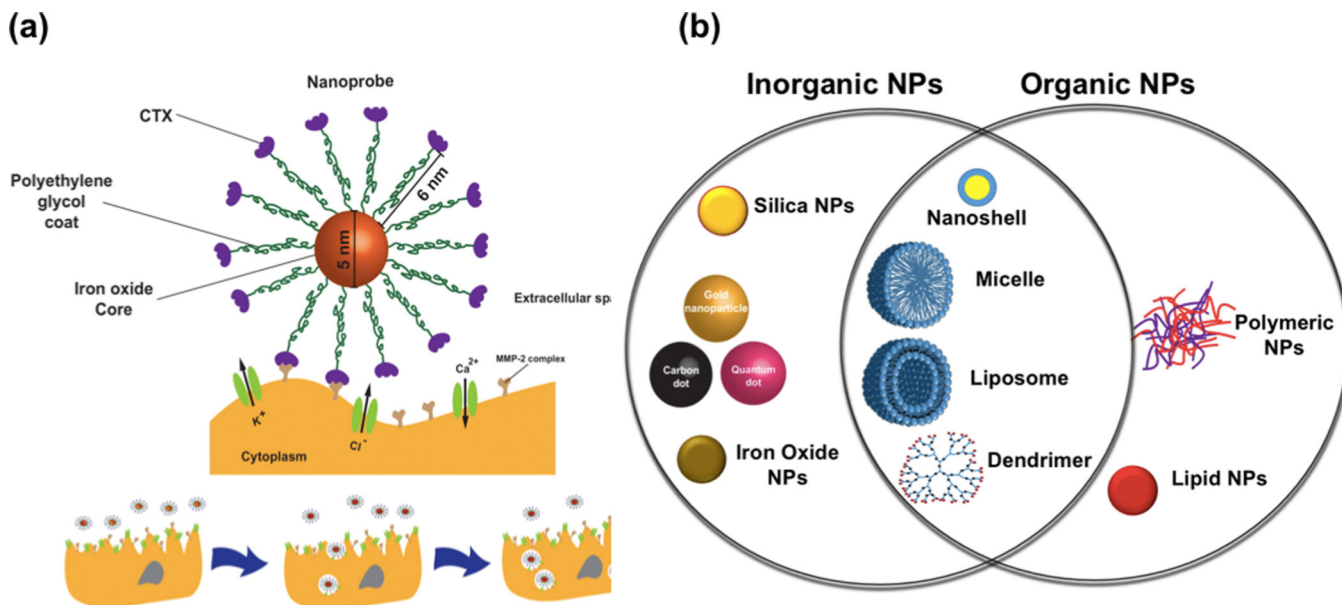 (a)
Nanoprobe
CTX
Polyethylene
glycol
coat
6 nm
5 nm
Iron oxide
Core
Extracellular
MMP-2 complex
Ca2+
K+
Cl-
Cytoplasm
(b)
Inorganic NPs
Organic NPs
Silica NPs
Nanoshell
Gold
nanoparticle
Micelle
Carbon
dot
Quantum
dot
Polymeric
NPs
Liposome
Iron Oxide
NPs
Dendrimer
Lipid NPs